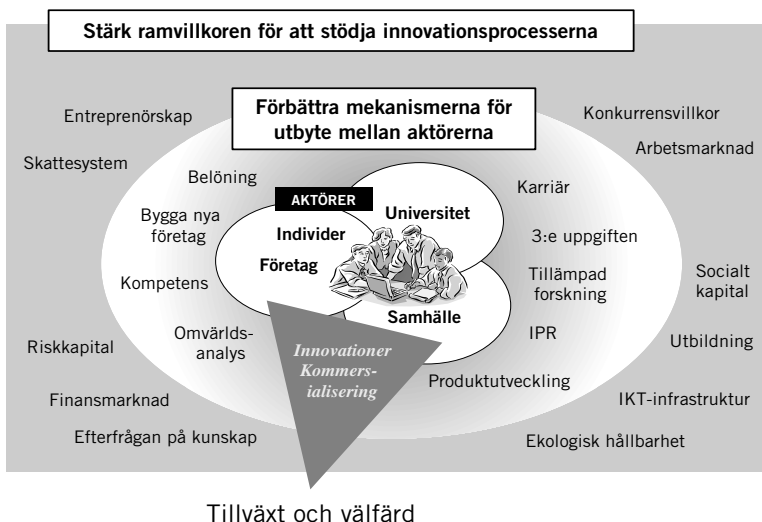 Stärk ramvillkoren för att stödja innovationsprocesserna
Förbättra mekanismerna för
utbyte mellan aktörerna
Entreprenörskap
Konkurrensvillkor
Skattesystem
Arbetsmarknad
Belöning
Karriär
AKTÖRER
Universitet
Bygga nya
företag
Individer
3:e uppgiften
Företag
Kompetens
Tillämpad
forskning
Socialt
kapital
Samhälle
Omvärlds-
analys
IPR
Riskkapital
Utbildning
Innovationer
Kommers-
ialisering
Produktutveckling
Finansmarknad
IKT-infrastruktur
Efterfrågan på kunskap
Ekologisk hållbarhet
Tillväxt och välfärd